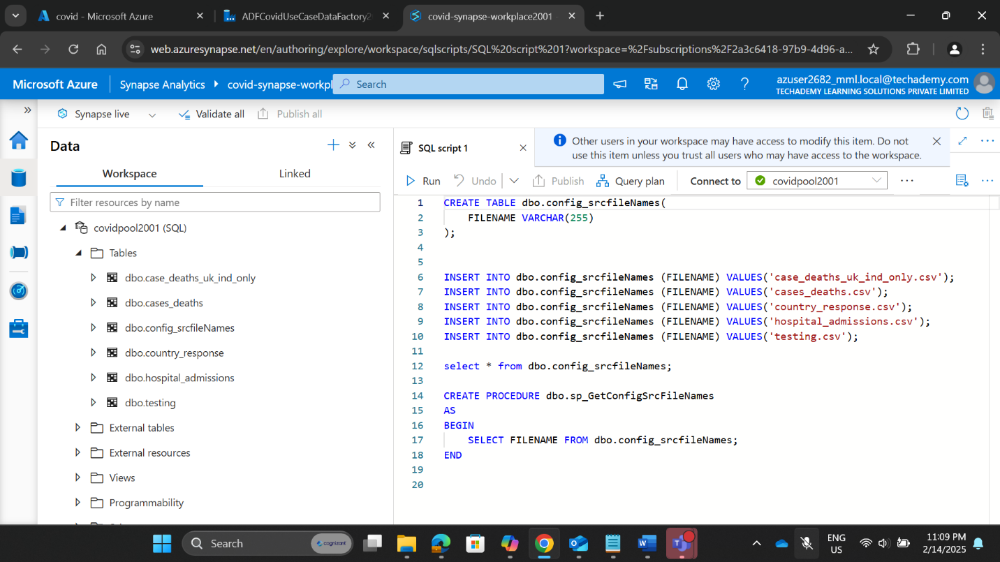 covid - Microsoft Azure
ADFCovidUseCaseDataFactory2
covid-synapse-workplace2001
web.azuresynapse.net/en/authoring/explore/workspace/sqlscripts/SQL%20script%201?workspace=%2Fsubscriptions%2F2a3c6418-97b9-4d96-a...
Microsoft Azure
Synapse Analytics
covid-synapse-workpl
Search
azuser2682_mml.local@techademy.com
TECHADEMY LEARNING SOLUTIONS PRIVATE LIMITED
Synapse live
Validate all
Publish all
Data
Workspace
Linked
Filter resources by name
covidpool2001 (SQL)
Tables
dbo.case_deaths_uk_ind_only
dbo.cases_deaths
dbo.config_srcfileNames
dbo.country_response
dbo.hospital_admissions
dbo.testing
External tables
External resources
Views
Programmability
SQL script 1
Other users in your workspace may have access to modify this item. Do not
use this item unless you trust all users who may have access to the workspace.
Run
Undo
Publish
Query plan
Connect to
covidpool2001
1 CREATE TABLE dbo.config_srcfileNames(
2 FILENAME VARCHAR(255)
3 );
4
5
6 INSERT INTO dbo.config_srcfileNames (FILENAME) VALUES('case_deaths_uk_ind_only.csv');
7 INSERT INTO dbo.config_srcfileNames (FILENAME) VALUES('cases_deaths.csv');
8 INSERT INTO dbo.config_srcfileNames (FILENAME) VALUES('country_response.csv');
9 INSERT INTO dbo.config_srcfileNames (FILENAME) VALUES('hospital_admissions.csv');
10 INSERT INTO dbo.config_srcfileNames (FILENAME) VALUES('testing.csv');
11
12 select * from dbo.config_srcfileNames;
13
14 CREATE PROCEDURE dbo.sp_GetConfigSrcFileNames
15 AS
16 BEGIN
17 SELECT FILENAME FROM dbo.config_srcfileNames;
18 END
19
20
Search
cognizant
ENG
US
11:09 PM
2/14/2025